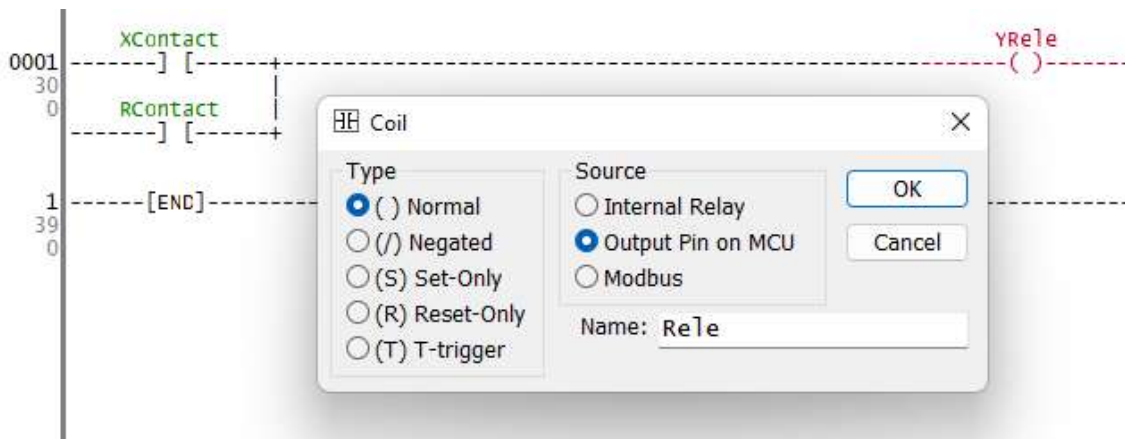 XContact YRele
0001 -------] [------+--------------------------------------------------------( )------
30 |
0 RContact |
-------] [------+
Coil
Type
( ) Normal
(/) Negated
(S) Set-Only
(R) Reset-Only
(T) T-trigger
Source
Internal Relay
Output Pin on MCU
Modbus
Name: Rele
OK
Cancel
1 ------[END]------
39
0